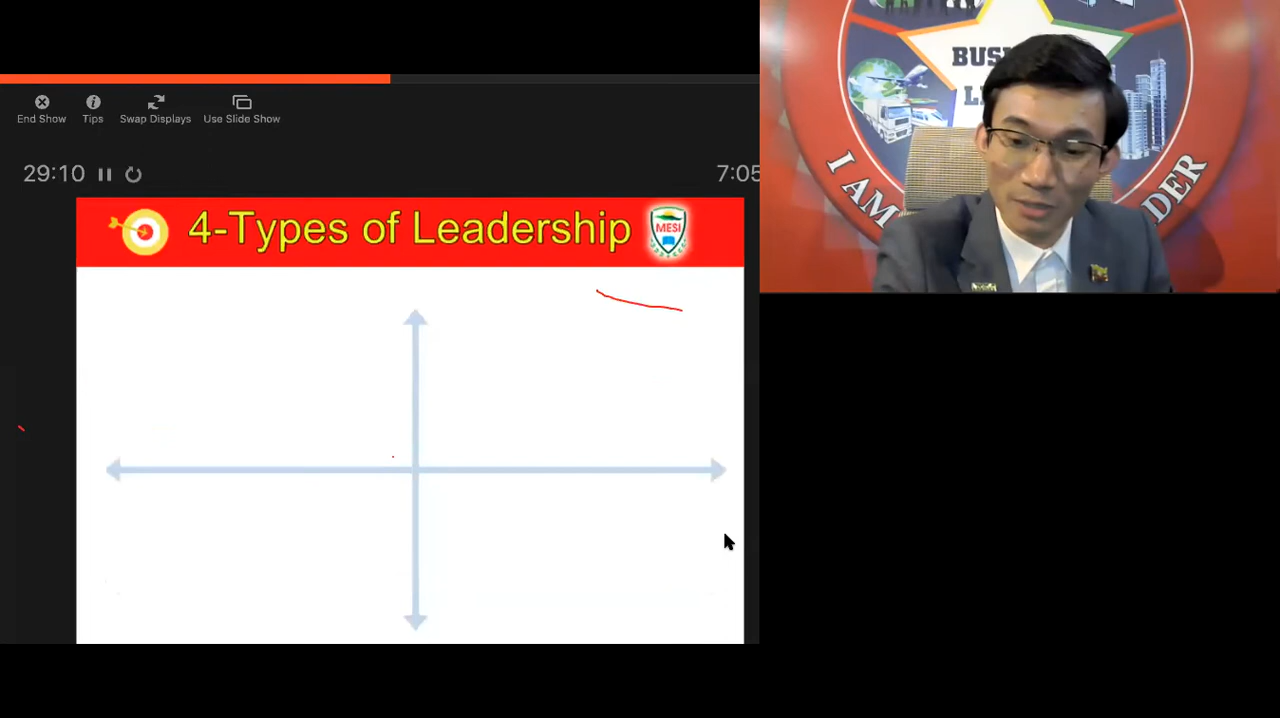 End Show
Tips
Swap Displays
Use Slide Show
29:10
7:05
4-Types of Leadership
MESI
I AM
DER